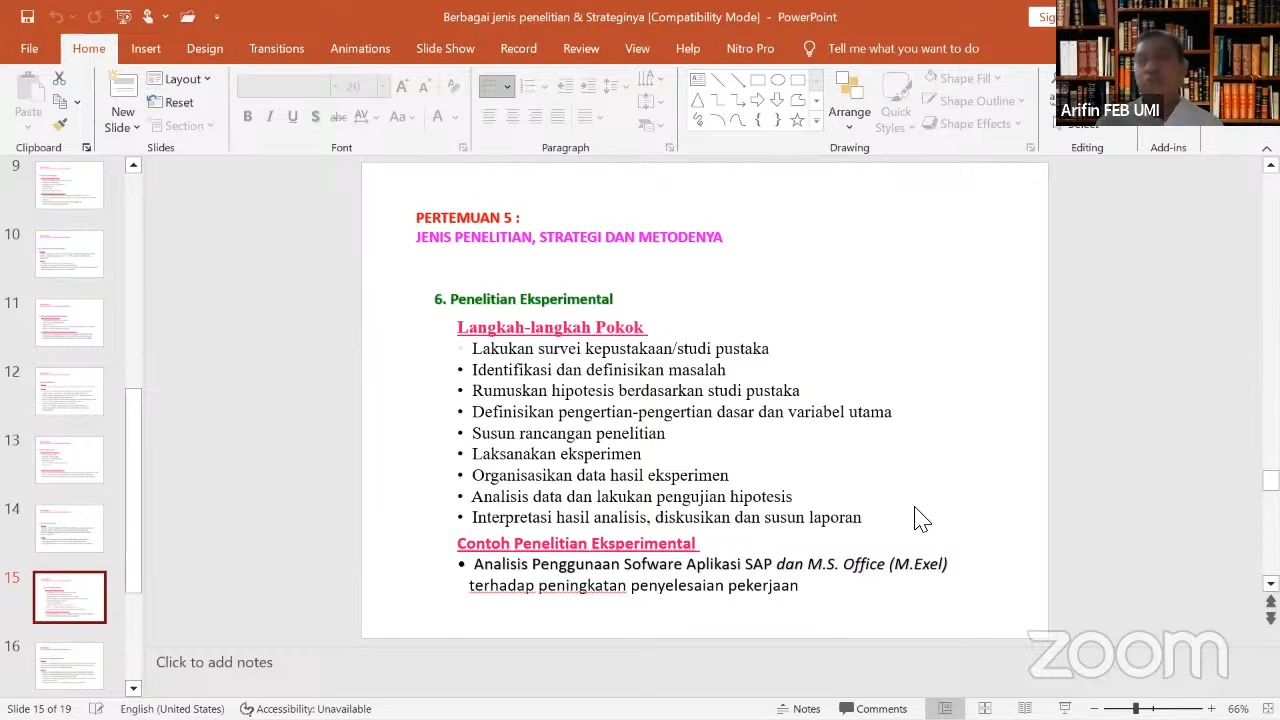 Berbagai jenis penelitian & Strateginya [Compatibility Mode] - PowerPoint
Sig
File Home Insert Design Transitions Animations Slide Show Record Review View Help Nitro Pro Tell me what you want to do
Arifin FEB UMI
Layout
Reset
Section
New
Slide
Arrange
Quick
Styles
Shape Fill
Shape Outline
Shape Effects
Clipboard Slides Font Paragraph Drawing Editing Add-ins
PERTEMUAN 5 :
JENIS PENELITIAN, STRATEGI DAN METODENYA
6. Penelitian Eksperimental
Langkah-langkah Pokok
Lakukan survei kepustakaan/studi pustaka
• Identifikasi dan definisikan masalah
• Rumuskan hipotesis berdasarkan studi pustaka
• Definisikan pengertian-pengertian dasar dan variabel utama
• Susun rancangan penelitian
• Laksanakan eksperimen
• Organisasikan data hasil eksperimen
• Analisis data dan lakukan pengujian hipotesis
• Interpretasi hasil analisis, diskusikan dan susun laporan
Contoh Penelitian Eksperimental
• Analisis Penggunaan Sofware Aplikasi SAP dan M.S. Office (M.Exel)
terhadap peningkatan penyelesaian pekerjaan
11
13
16
Click to add notes
zoom
Slide 15 of 19 English (United States) Accessibility: Unavailable Notes Comments 66%